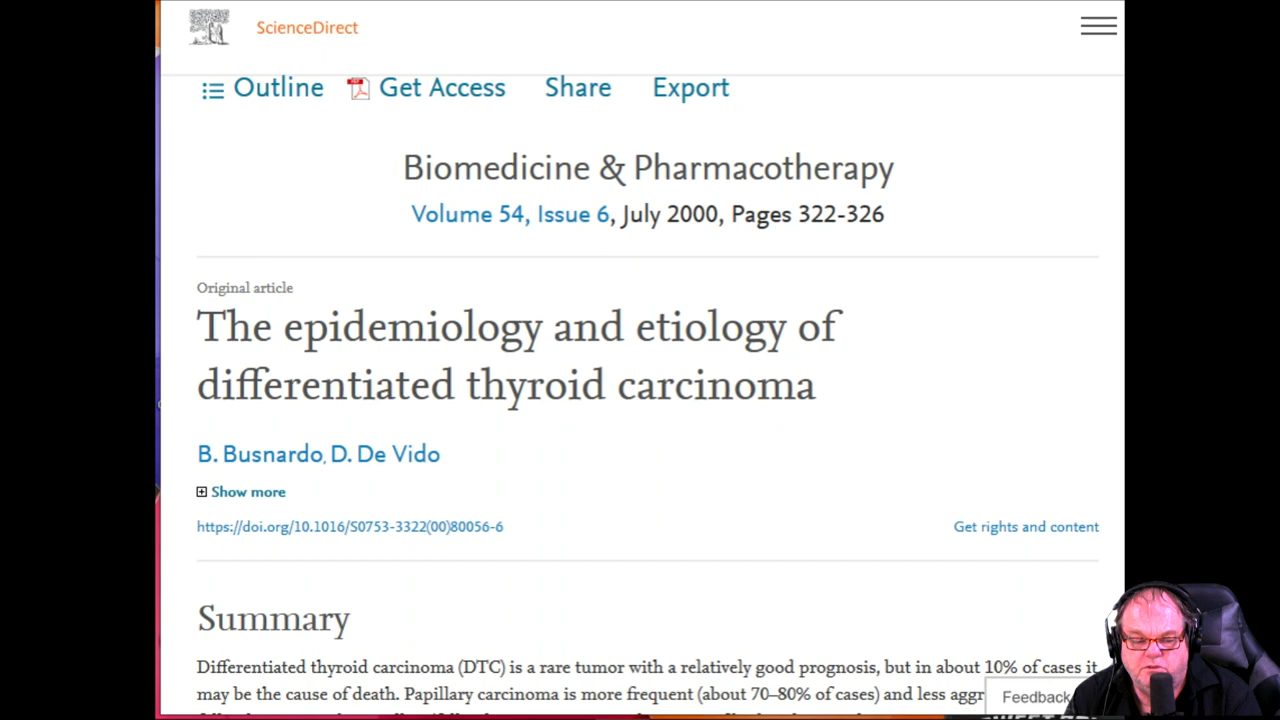 ScienceDirect
Outline Get Access Share Export
Biomedicine & Pharmacotherapy
Volume 54, Issue 6, July 2000, Pages 322-326
Original article
The epidemiology and etiology of
differentiated thyroid carcinoma
B. Busnardo, D. De Vido
Show more
https://doi.org/10.1016/S0753-3322(00)80056-6 Get rights and content
Summary
Differentiated thyroid carcinoma (DTC) is a rare tumor with a relatively good prognosis, but in about 10% of cases it
may be the cause of death. Papillary carcinoma is more frequent (about 70–80% of cases) and less
Feedback